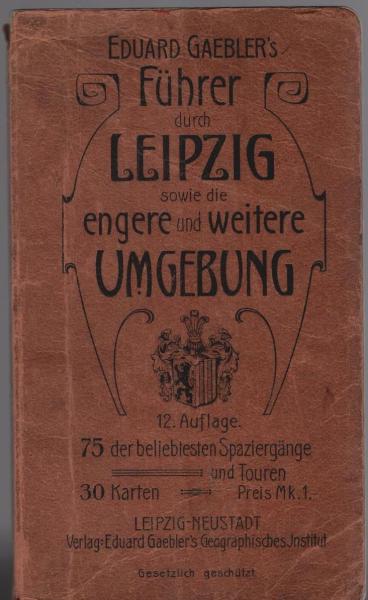 EDUARD GAEBLER's
Führer
durch
LEIPZIG
sowie die
engere und weitere
UMGEBUNG
12. Auflage.
75 der beliebtesten Spaziergänge
und Touren
30 Karten Preis Mk. 1.-
LEIPZIG-NEUSTADT
Verlag: Eduard Gaebler's Geographisches Jnstitut
Gesetzlich geschützt